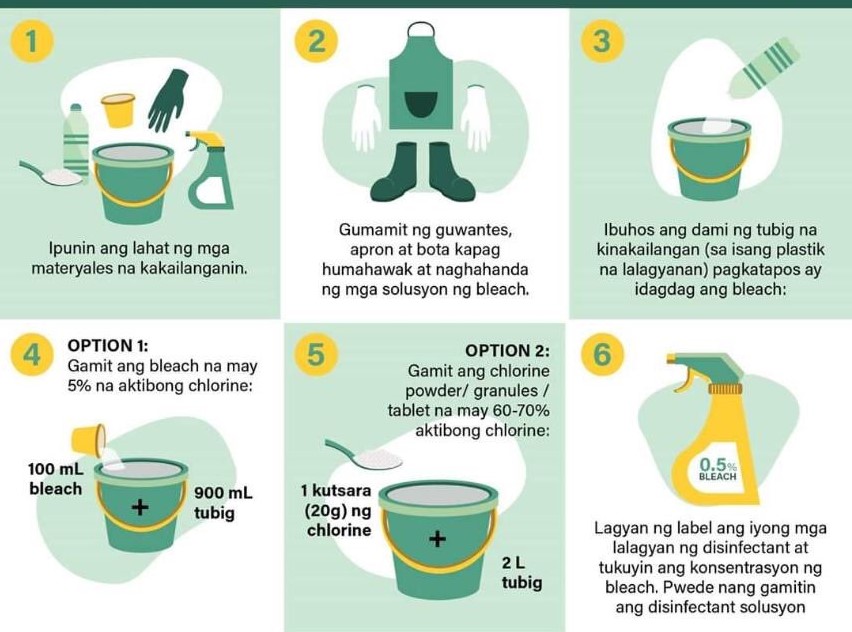 1
Ipunin ang lahat ng mga
materyales na kakailanganin.
2
Gumamit ng guwantes,
apron at bota kapag
humahawak at naghahanda
ng mga solusyon ng bleach.
3
Ibuhos ang dami ng tubig na
kinakailangan (sa isang plastik
na lalagyanan) pagkatapos ay
idagdag ang bleach:
4
OPTION 1:
Gamit ang bleach na may
5% na aktibong chlorine:
100 mL
bleach
+
900 mL
tubig
5
OPTION 2:
Gamit ang chlorine
powder/ granules /
tablet na may 60-70%
aktibong chlorine:
1 kutsara
(20g) ng
chlorine
+
2 L
tubig
6
0.5%
BLEACH
Lagyan ng label ang iyong mga
lalagyan ng disinfectant at
tukuyin ang konsentrasyon ng
bleach. Pwede nang gamitin
ang disinfectant solusyon